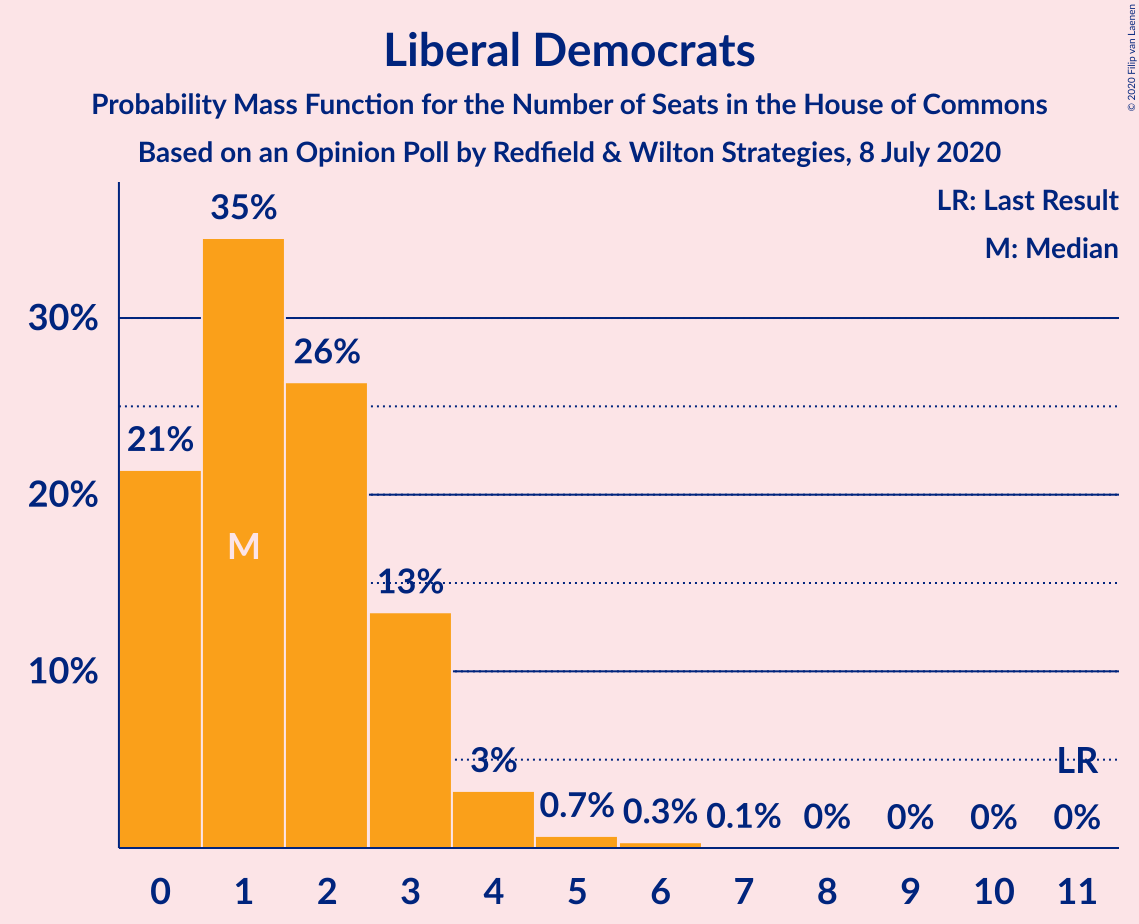 Liberal Democrats
Probability Mass Function for the Number of Seats in the House of Commons
Based on an Opinion Poll by Redfield & Wilton Strategies, 8 July 2020
© 2020 Filip van Laenen
LR: Last Result
M: Median
35%
30%
26%
21%
20%
M
13%
10%
3%
LR
0.7%
0.3%
0.1%
0%
0%
0%
0%
0 1 2 3 4 5 6 7 8 9 10 11